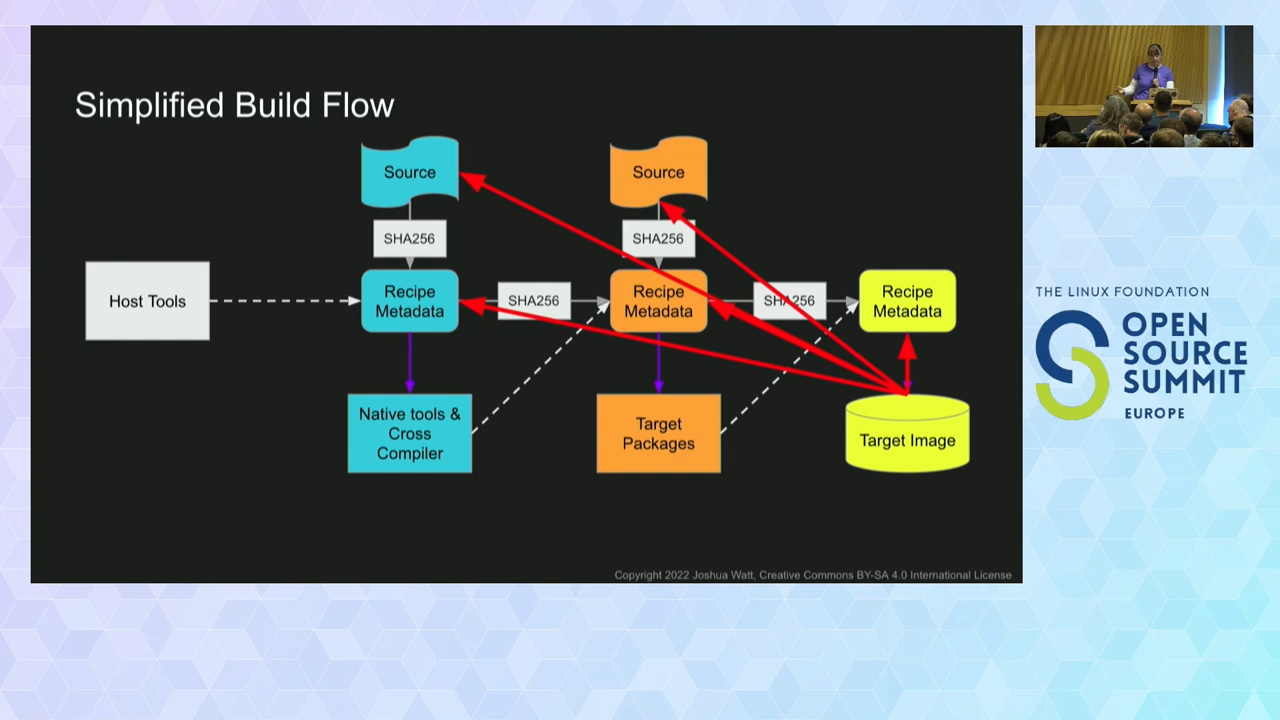 Simplified Build Flow
Source
Source
SHA256
SHA256
Host Tools
Recipe
Metadata
SHA256
Recipe
Metadata
SHA256
Recipe
Metadata
Native tools &
Cross
Compiler
Target
Packages
Target Image
Copyright 2022 Joshua Watt, Creative Commons BY-SA 4.0 International License
THE LINUX FOUNDATION
OPEN
SOURCE
SUMMIT
EUROPE